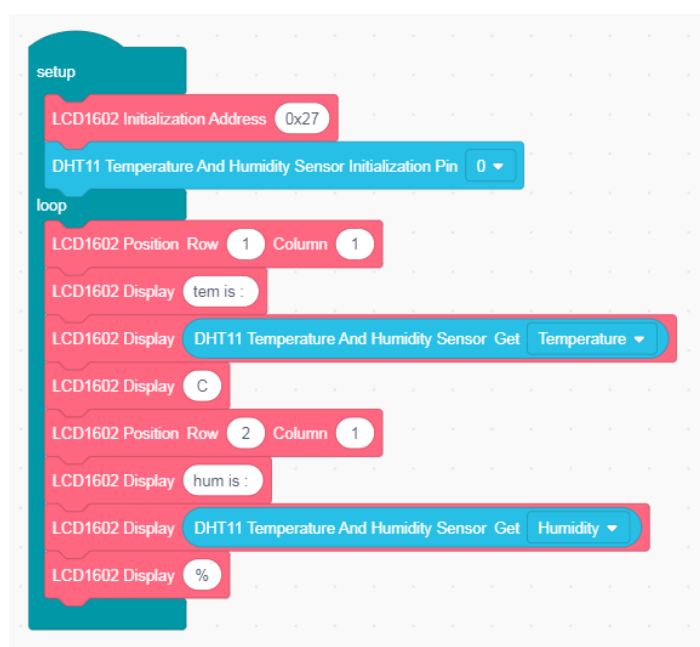 setup
LCD1602 Initialization Address 0x27
DHT11 Temperature And Humidity Sensor Initialization Pin 0
loop
LCD1602 Position Row 1 Column 1
LCD1602 Display tem is :
LCD1602 Display DHT11 Temperature And Humidity Sensor Get Temperature
LCD1602 Display C
LCD1602 Position Row 2 Column 1
LCD1602 Display hum is :
LCD1602 Display DHT11 Temperature And Humidity Sensor Get Humidity
LCD1602 Display %